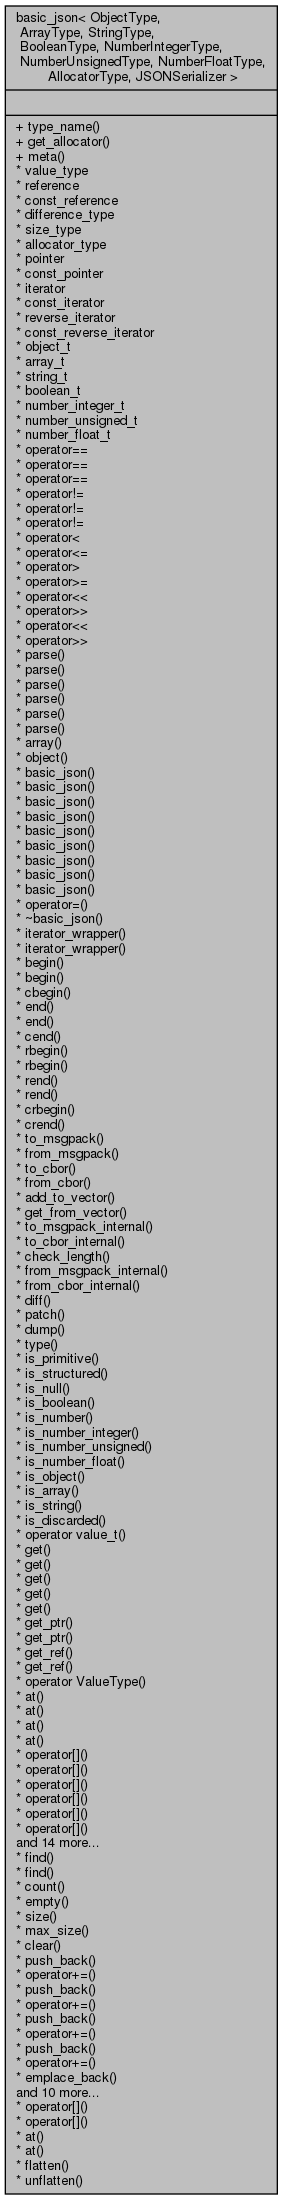 basic_json< ObjectType,
ArrayType, StringType,
BooleanType, NumberIntegerType,
NumberUnsignedType, NumberFloatType,
AllocatorType, JSONSerializer >
+ type_name()
+ get_allocator()
+ meta()
* value_type
* reference
* const_reference
* difference_type
* size_type
* allocator_type
* pointer
* const_pointer
* iterator
* const_iterator
* reverse_iterator
* const_reverse_iterator
* object_t
* array_t
* string_t
* boolean_t
* number_integer_t
* number_unsigned_t
* number_float_t
* operator==
* operator==
* operator==
* operator!=
* operator!=
* operator!=
* operator<
* operator<=
* operator>
* operator>=
* operator<<
* operator>>
* operator<<
* operator>>
* parse()
* parse()
* parse()
* parse()
* parse()
* parse()
* array()
* object()
* basic_json()
* basic_json()
* basic_json()
* basic_json()
* basic_json()
* basic_json()
* basic_json()
* basic_json()
* basic_json()
* operator=()
* ~basic_json()
* iterator_wrapper()
* iterator_wrapper()
* begin()
* begin()
* cbegin()
* end()
* end()
* cend()
* rbegin()
* rbegin()
* rend()
* rend()
* crbegin()
* crend()
* to_msgpack()
* from_msgpack()
* to_cbor()
* from_cbor()
* add_to_vector()
* get_from_vector()
* to_msgpack_internal()
* to_cbor_internal()
* check_length()
* from_msgpack_internal()
* from_cbor_internal()
* diff()
* patch()
* dump()
* type()
* is_primitive()
* is_structured()
* is_null()
* is_boolean()
* is_number()
* is_number_integer()
* is_number_unsigned()
* is_number_float()
* is_object()
* is_array()
* is_string()
* is_discarded()
* operator value_t()
* get()
* get()
* get()
* get()
* get()
* get_ptr()
* get_ptr()
* get_ref()
* get_ref()
* operator ValueType()
* at()
* at()
* at()
* at()
* operator[]()
* operator[]()
* operator[]()
* operator[]()
* operator[]()
* operator[]()
and 14 more...
* find()
* find()
* count()
* empty()
* size()
* max_size()
* clear()
* push_back()
* operator+=()
* push_back()
* operator+=()
* push_back()
* operator+=()
* push_back()
* operator+=()
* emplace_back()
and 10 more...
* operator[]()
* operator[]()
* at()
* at()
* flatten()
* unflatten()